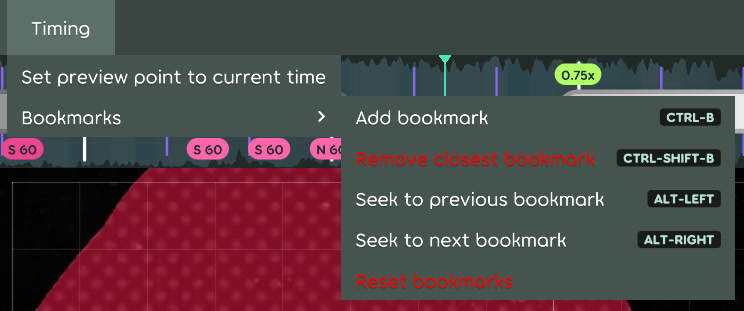 Timing
Set preview point to current time
0.75x
Bookmarks
Add bookmark CTRL-B
S 60 S 60 S 60 N 60
Remove closest bookmark CTRL-SHIFT-B
Seek to previous bookmark ALT-LEFT
Seek to next bookmark ALT-RIGHT
Reset bookmarks